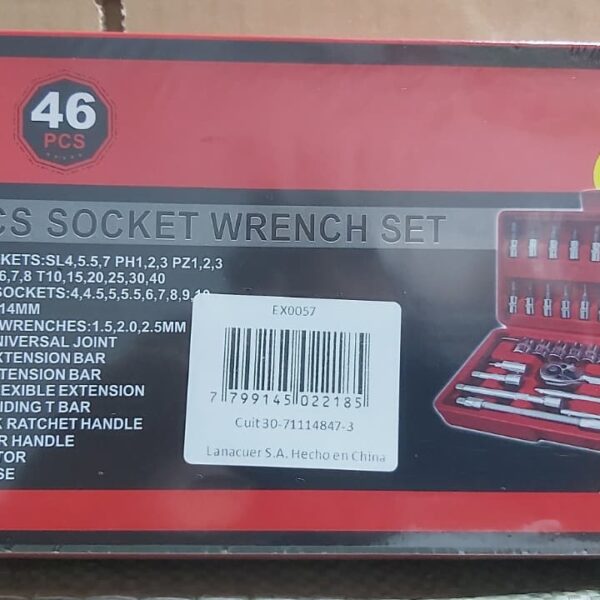 46
PCS
CS SOCKET WRENCH SET
KETS:SL4,5.5,7 PH1,2,3 PZ1,2,3
6,7,8 T10,15,20,25,30,40
SOCKETS:4,4.5,5,5.5,6,7,8,9,10
14MM
WRENCHES:1.5,2.0,2.5MM
NIVERSAL JOINT
XTENSION BAR
TENSION BAR
LEXIBLE EXTENSION
IDING T BAR
K RATCHET HANDLE
R HANDLE
TOR
SE
EX0057
7 799145 022185
Cuit 30-71114847-3
Lanacuer S.A. Hecho en China